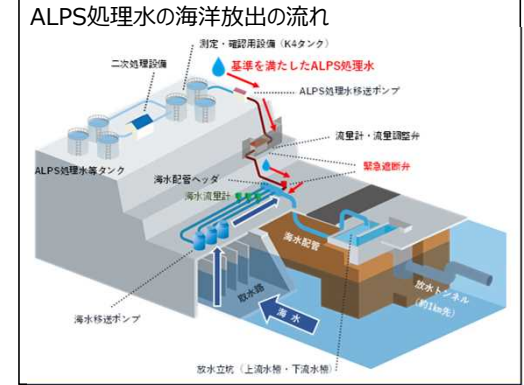 ALPS処理水の海洋放出の流れ
測定・確認用設備（K4タンク）
二次処理設備
基準を満たしたALPS処理水
ALPS処理水移送ポンプ
流量計・流量調整弁
ALPS処理水等タンク
緊急遮断弁
海水配管ヘッダ
海水流量計
海水配管
放水トンネル
（約1km先）
取水路
海水
海水移送ポンプ
放水立坑（上流水槽・下流水槽）